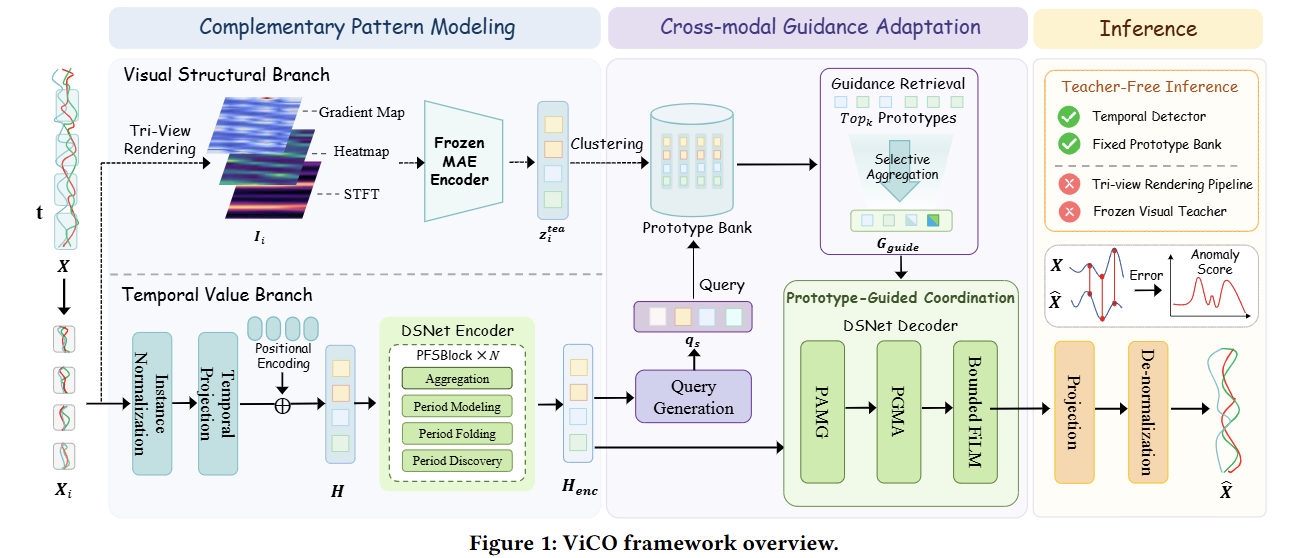 Complementary Pattern Modeling
Cross-modal Guidance Adaptation
Inference
Visual Structural Branch
Tri-View
Rendering
Gradient Map
Heatmap
STFT
I_i
Frozen
MAE
Encoder
z_i^{tea}
Clustering
Prototype Bank
Guidance Retrieval
Top_k Prototypes
Selective
Aggregation
G_guide
Teacher-Free Inference
Temporal Detector
Fixed Prototype Bank
Tri-view Rendering Pipeline
Frozen Visual Teacher
t
X
X_i
Temporal Value Branch
Instance
Normalization
Temporal
Projection
Positional
Encoding
H
DSNet Encoder
PFSBlock × N
Aggregation
Period Modeling
Period Folding
Period Discovery
H_enc
Query
q_s
Query
Generation
Prototype-Guided Coordination
DSNet Decoder
PAMG
PGMA
Bounded FiLM
X
X̂
Error
Anomaly
Score
Projection
De-normalization
X̂
Figure 1: ViCO framework overview.